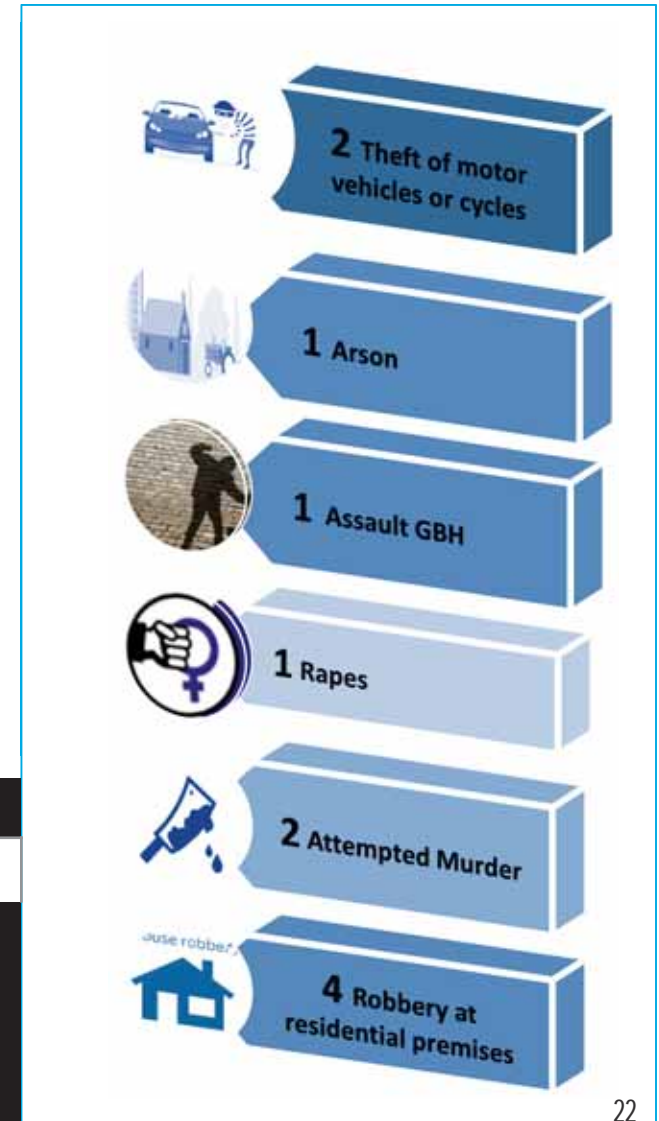 2 Theft of motor
vehicles or cycles
1 Arson
1 Assault GBH
1 Rapes
2 Attempted Murder
robbery
4 Robbery at
residential premises
22